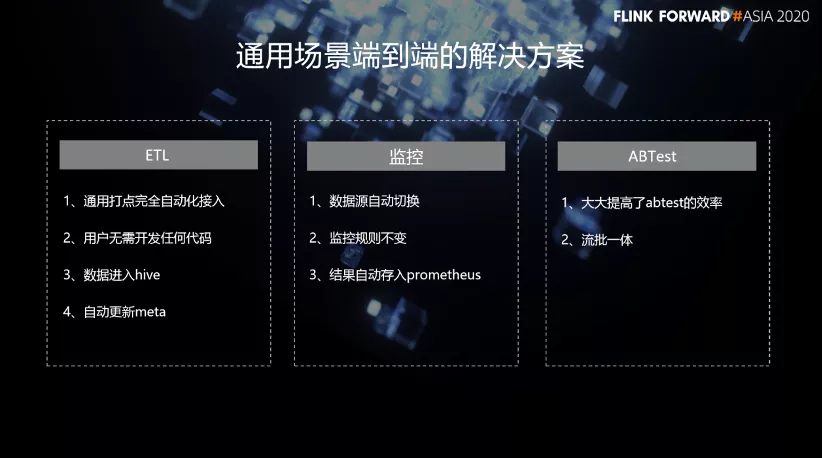 FLINK FORWARD#ASIA 2020
通用场景端到端的解决方案
ETL
1、通用打点完全自动化接入
2、用户无需开发任何代码
3、数据进入hive
4、自动更新meta
监控
1、数据源自动切换
2、监控规则不变
3、结果自动存入prometheus
ABTest
1、大大提高了abtest的效率
2、流批一体